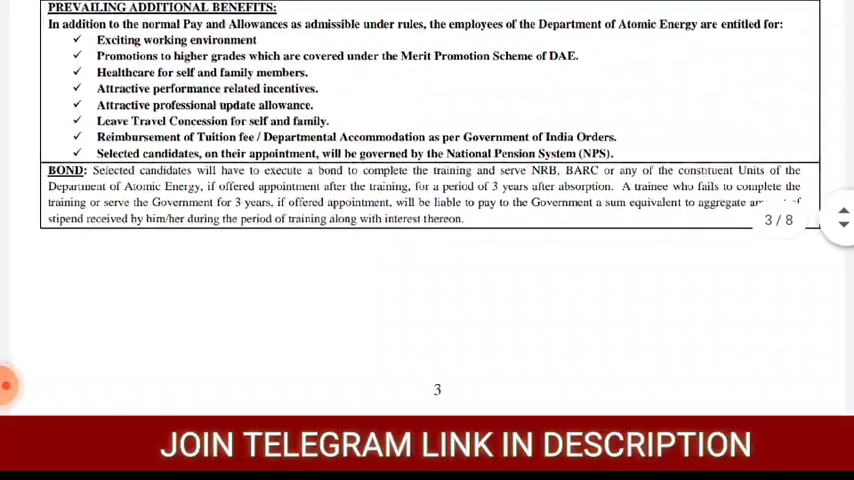 PREVAILING ADDITIONAL BENEFITS:
In addition to the normal Pay and Allowances as admissible under rules, the employees of the Department of Atomic Energy are entitled for:
✓ Exciting working environment
✓ Promotions to higher grades which are covered under the Merit Promotion Scheme of DAE.
✓ Healthcare for self and family members.
✓ Attractive performance related incentives.
✓ Attractive professional update allowance.
✓ Leave Travel Concession for self and family.
✓ Reimbursement of Tuition fee / Departmental Accommodation as per Government of India Orders.
✓ Selected candidates, on their appointment, will be governed by the National Pension System (NPS).
BOND: Selected candidates will have to execute a bond to complete the training and serve NRB, BARC or any of the constituent Units of the
Department of Atomic Energy, if offered appointment after the training, for a period of 3 years after absorption. A trainee who fails to complete the
training or serve the Government for 3 years, if offered appointment, will be liable to pay to the Government a sum equivalent to aggregate
stipend received by him/her during the period of training along with interest thereon.
3 / 8
3
JOIN TELEGRAM LINK IN DESCRIPTION